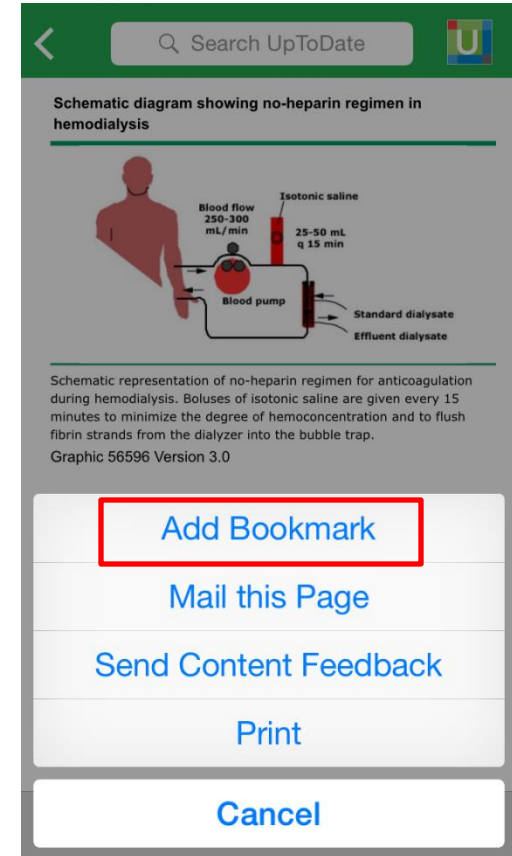 Search UpToDate
U
Schematic diagram showing no-heparin regimen in
hemodialysis
Isotonic saline
Blood flow
250-300
mL/min
25-50 mL
q 15 min
Blood pump
Standard dialysate
Effluent dialysate
Schematic representation of no-heparin regimen for anticoagulation
during hemodialysis. Boluses of isotonic saline are given every 15
minutes to minimize the degree of hemoconcentration and to flush
fibrin strands from the dialyzer into the bubble trap.
Graphic 56596 Version 3.0
Add Bookmark
Mail this Page
Send Content Feedback
Print
Cancel